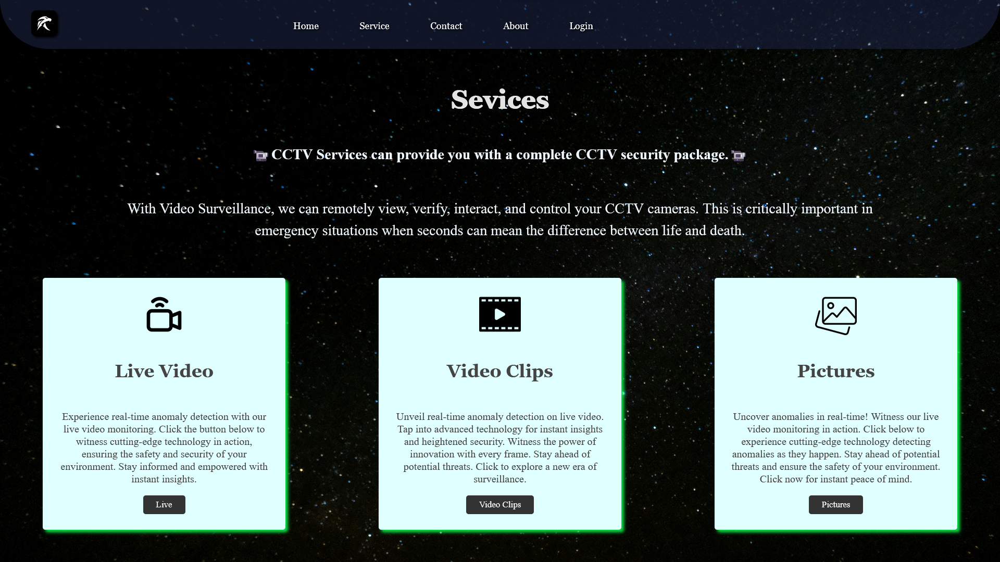 Home Service Contact About Login
Sevices
CCTV Services can provide you with a complete CCTV security package.
With Video Surveillance, we can remotely view, verify, interact, and control your CCTV cameras. This is critically important in
emergency situations when seconds can mean the difference between life and death.
Live Video
Experience real-time anomaly detection with our
live video monitoring. Click the button below to
witness cutting-edge technology in action,
ensuring the safety and security of your
environment. Stay informed and empowered with
instant insights.
Live
Video Clips
Unveil real-time anomaly detection on live video.
Tap into advanced technology for instant insights
and heightened security. Witness the power of
innovation with every frame. Stay ahead of
potential threats. Click to explore a new era of
surveillance.
Video Clips
Pictures
Uncover anomalies in real-time! Witness our live
video monitoring in action. Click below to
experience cutting-edge technology detecting
anomalies as they happen. Stay ahead of potential
threats and ensure the safety of your environment.
Click now for instant peace of mind.
Pictures